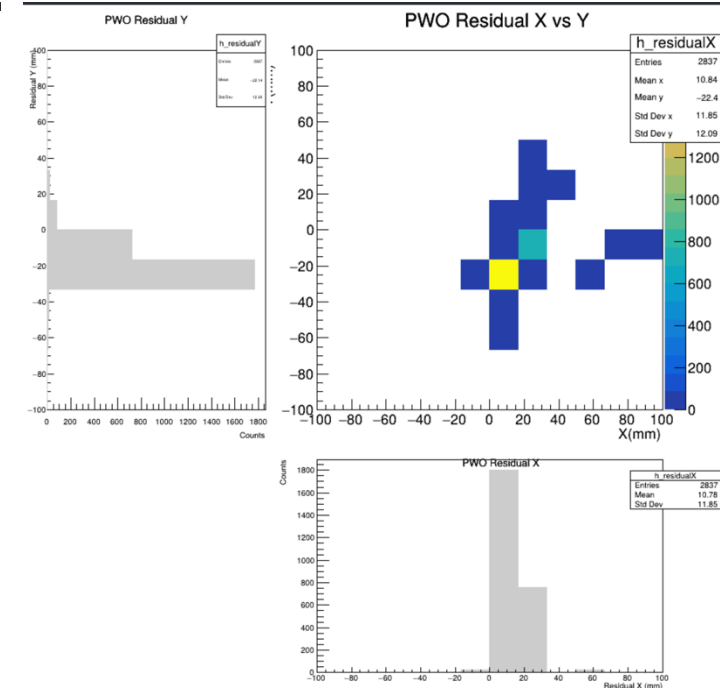 PWO Residual Y
h_residualY
Entries
Mean
Std Dev
Residual Y (mm)
80
60
40
20
0
−20
−40
−60
−80
−100
0 200 400 600 800 1000 1200 1400 1600 1800
Counts
PWO Residual X vs Y
h_residualX
Entries 2837
Mean x 10.84
Mean y −22.4
Std Dev x 11.85
Std Dev y 12.09
100
80
60
40
20
0
−20
−40
−60
−80
−100
−100 −80 −60 −40 −20 0 20 40 60 80 100
X(mm)
1200
1000
800
600
400
200
0
PWO Residual X
h_residualX
Entries 2837
Mean 10.78
Std Dev 11.85
Counts
1800
1600
1400
1200
1000
800
600
400
200
0
−100 −80 −60 −40 −20 0 20 40 60 80 100
Residual X (mm)